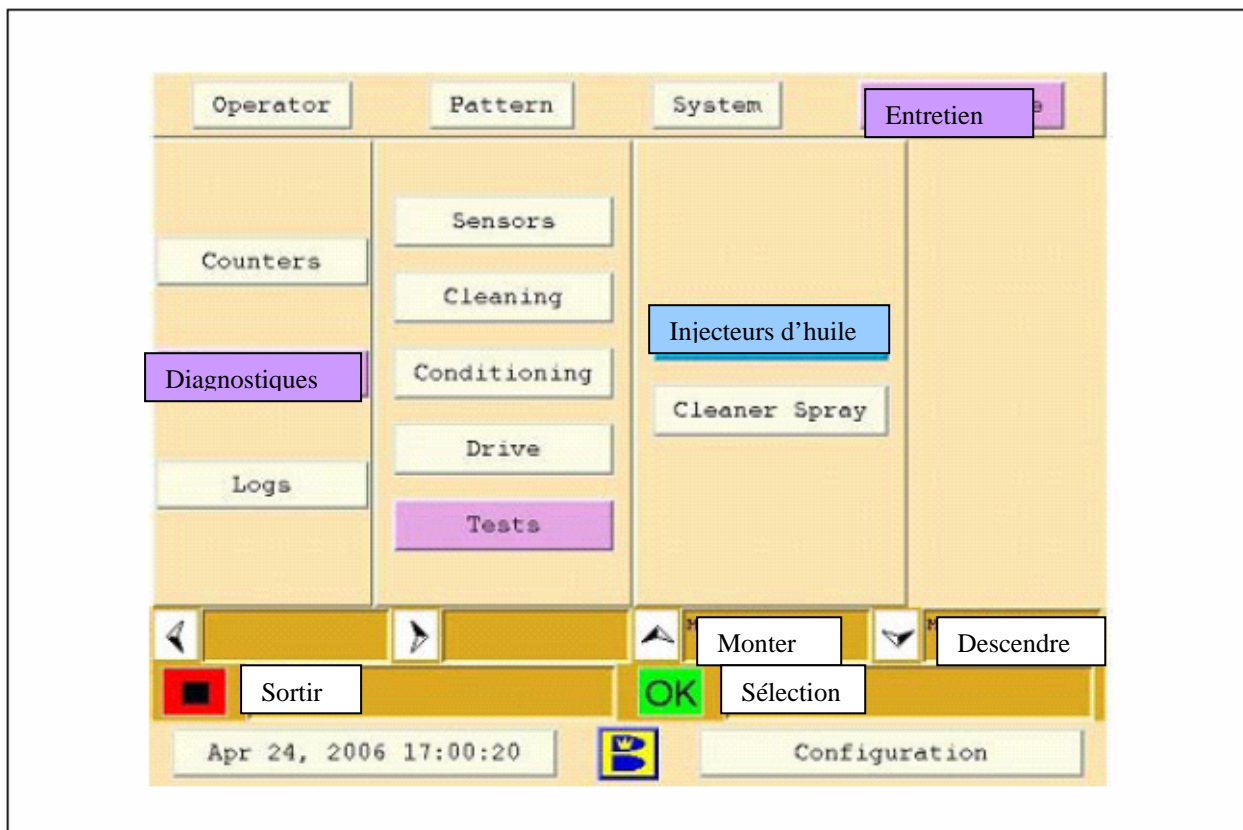 Operator
Pattern
System
Entretien
Counters
Diagnostiques
Logs
Sensors
Cleaning
Conditioning
Drive
Tests
Injecteurs d’huile
Cleaner Spray
Monter
Descendre
Sortir
OK
Sélection
Apr 24, 2006 17:00:20
Configuration